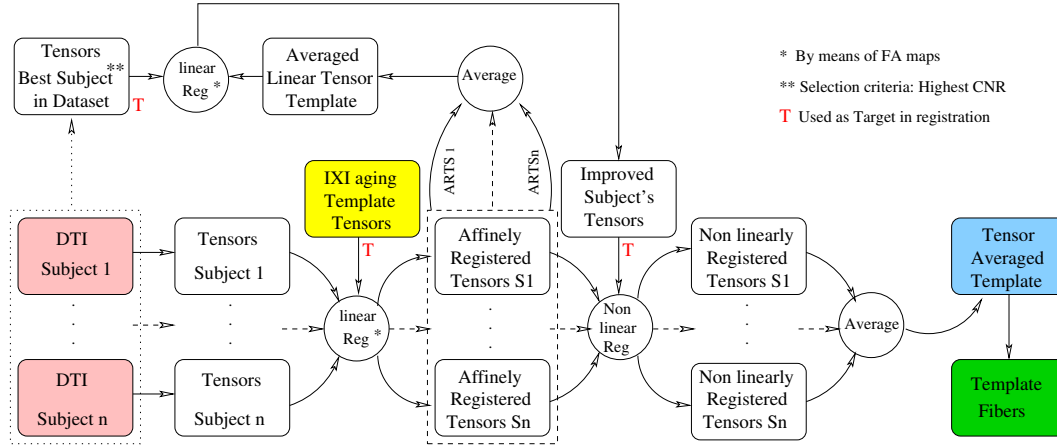 Tensors
Best Subject **
in Dataset
T
linear
Reg *
Averaged
Linear Tensor
Template
Average
* By means of FA maps
** Selection criteria: Highest CNR
T Used as Target in registration
ARTS 1
ARTSn
IXI aging
Template
Tensors
T
Improved
Subject's
Tensors
T
DTI
Subject 1
Tensors
Subject 1
Affinely
Registered
Tensors S1
Non linearly
Registered
Tensors S1
Tensor
Averaged
Template
linear
Reg *
Non
linear
Reg
Average
DTI
Subject n
Tensors
Subject n
Affinely
Registered
Tensors Sn
Non linearly
Registered
Tensors Sn
Template
Fibers